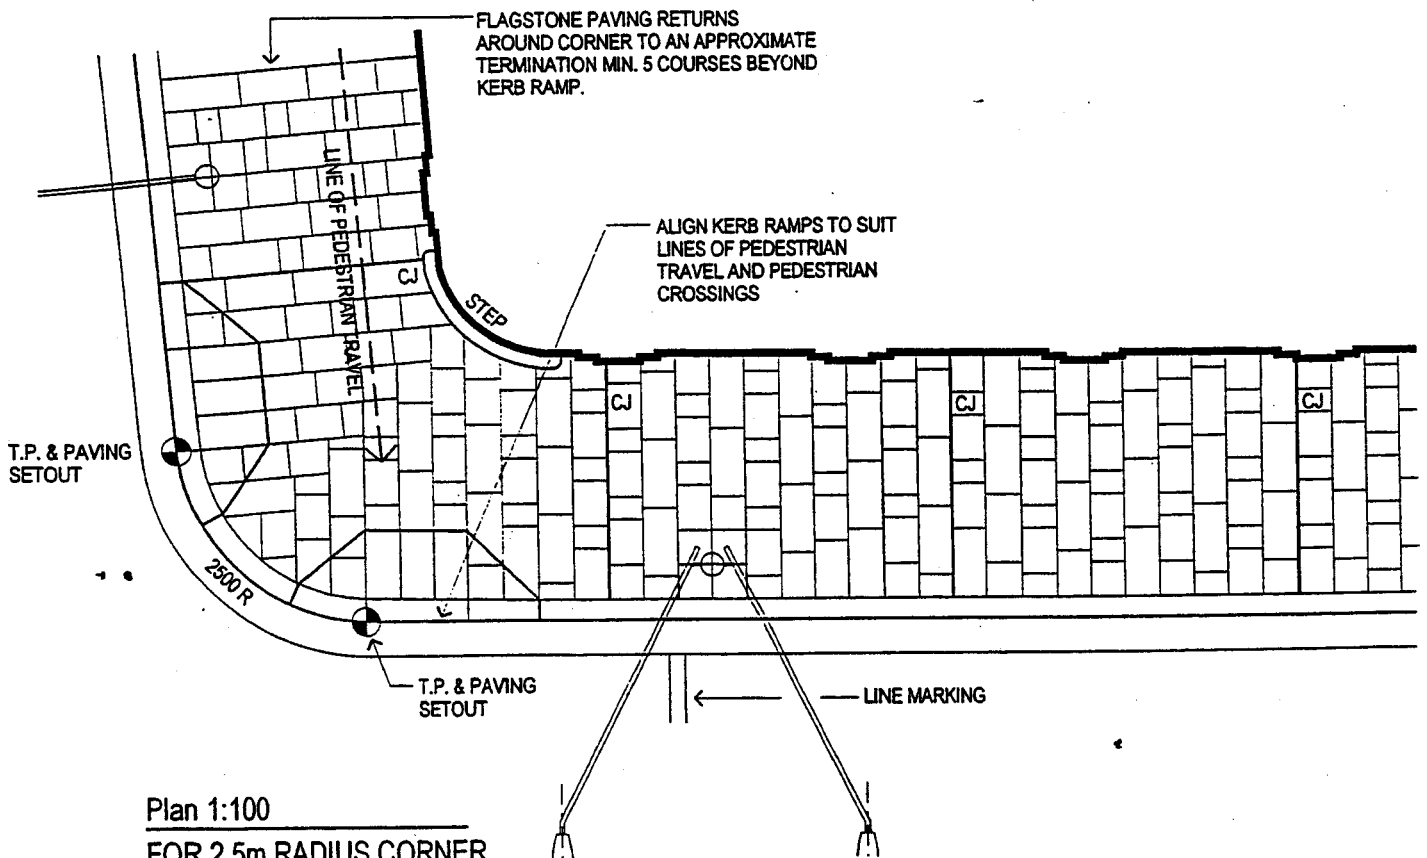 FLAGSTONE PAVING RETURNS
AROUND CORNER TO AN APPROXIMATE
TERMINATION MIN. 5 COURSES BEYOND
KERB RAMP.
LINE OF PEDESTRIAN TRAVEL
ALIGN KERB RAMPS TO SUIT
LINES OF PEDESTRIAN
TRAVEL AND PEDESTRIAN
CROSSINGS
CJ
STEP
CJ
CJ
CJ
T.P. & PAVING
SETOUT
2500 R
T.P. & PAVING
SETOUT
LINE MARKING
Plan 1:100
FOR 2.5m RADIUS CORNER